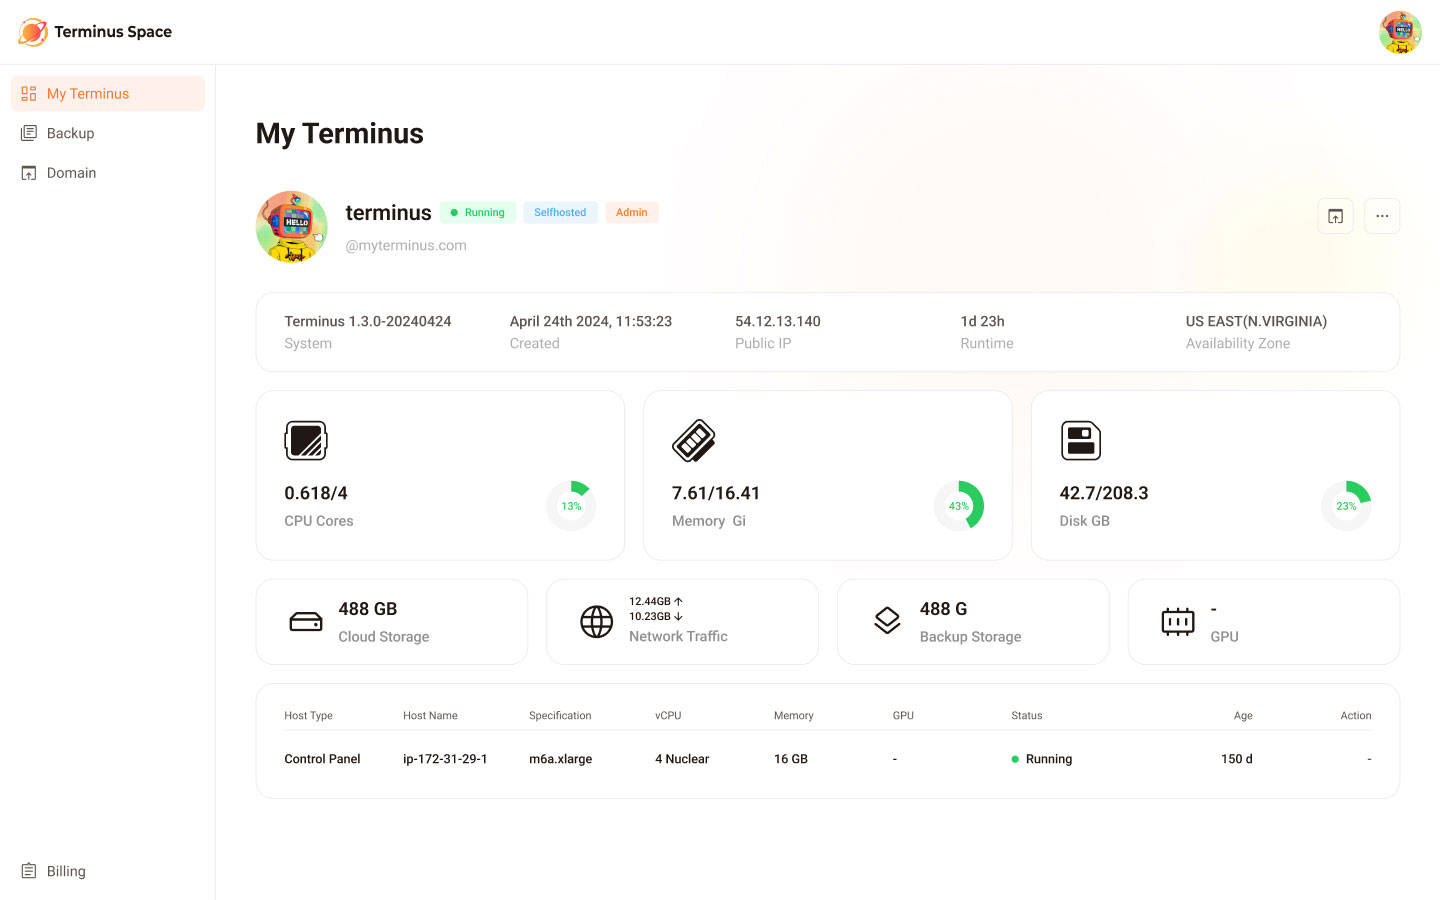 Terminus Space
My Terminus
Backup
Domain
Billing
My Terminus
HELLO
terminus
Running
Selfhosted
Admin
@myterminus.com
Terminus 1.3.0-20240424
System
April 24th 2024, 11:53:23
Created
54.12.13.140
Public IP
1d 23h
Runtime
US EAST(N.VIRGINIA)
Availability Zone
0.618/4
CPU Cores
13%
7.61/16.41
Memory Gi
43%
42.7/208.3
Disk GB
23%
488 GB
Cloud Storage
12.44GB ↑
10.23GB ↓
Network Traffic
488 G
Backup Storage
-
GPU
Host Type Host Name Specification vCPU Memory GPU Status Age Action
Control Panel ip-172-31-29-1 m6a.xlarge 4 Nuclear 16 GB - Running 150 d -